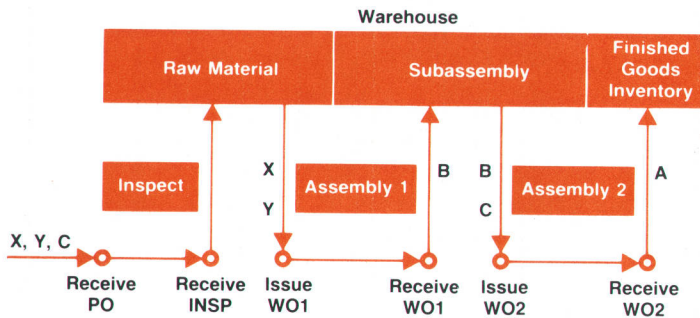 Warehouse
Raw Material
Subassembly
Finished
Goods
Inventory
Inspect
X
Y
Assembly 1
B
B
C
Assembly 2
A
X, Y, C
Receive
PO
Receive
INSP
Issue
WO1
Receive
WO1
Issue
WO2
Receive
WO2